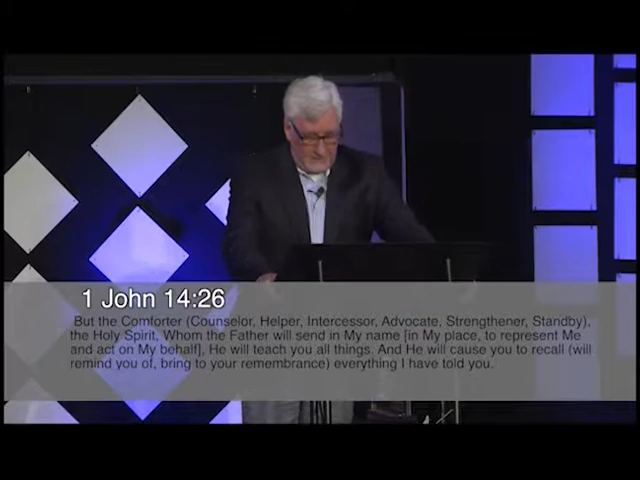 1 John 14:26
But the Comforter (Counselor, Helper, Intercessor, Advocate, Strengthener, Standby),
the Holy Spirit, Whom the Father will send in My name [in My place, to represent Me
and act on My behalf], He will teach you all things. And He will cause you to recall (will
remind you of, bring to your remembrance) everything I have told you.